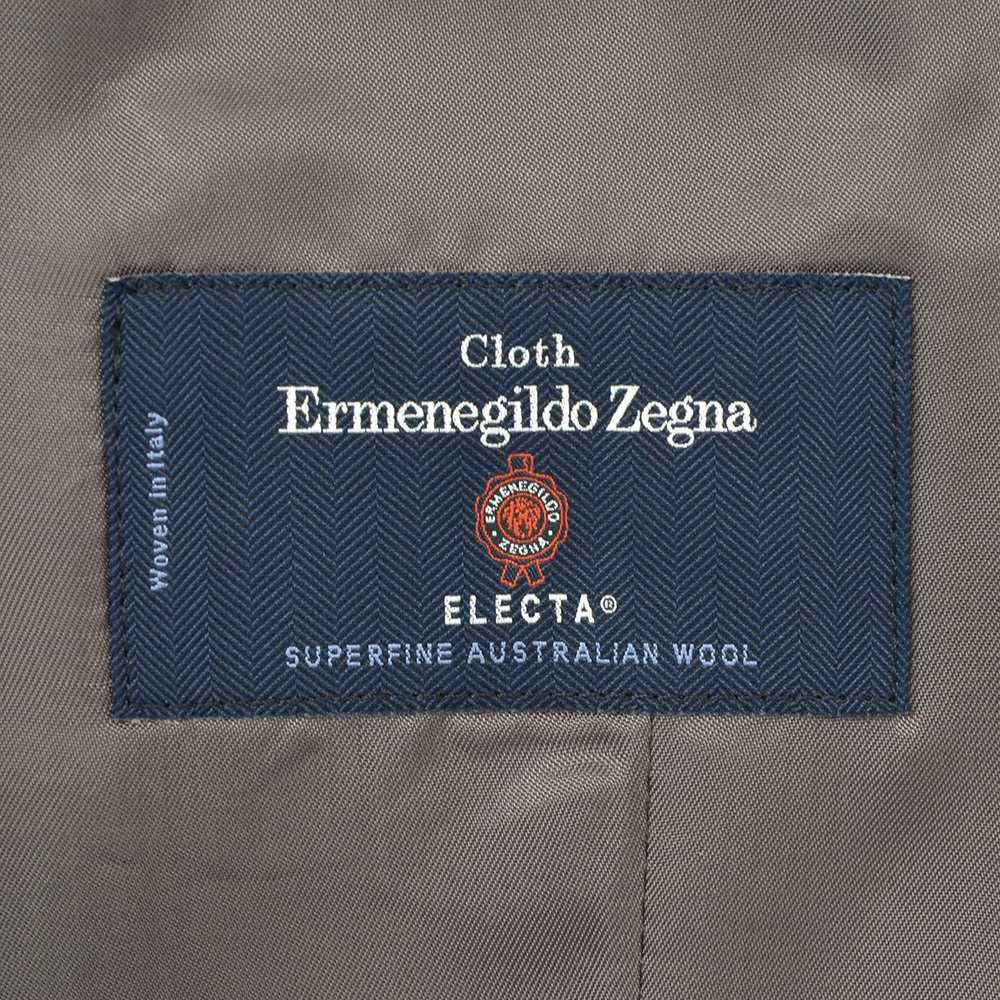 Cloth
Ermenegildo Zegna
ERMENEGILDO
ZEGNA
ELECTA®
SUPERFINE AUSTRALIAN WOOL
Woven in Italy